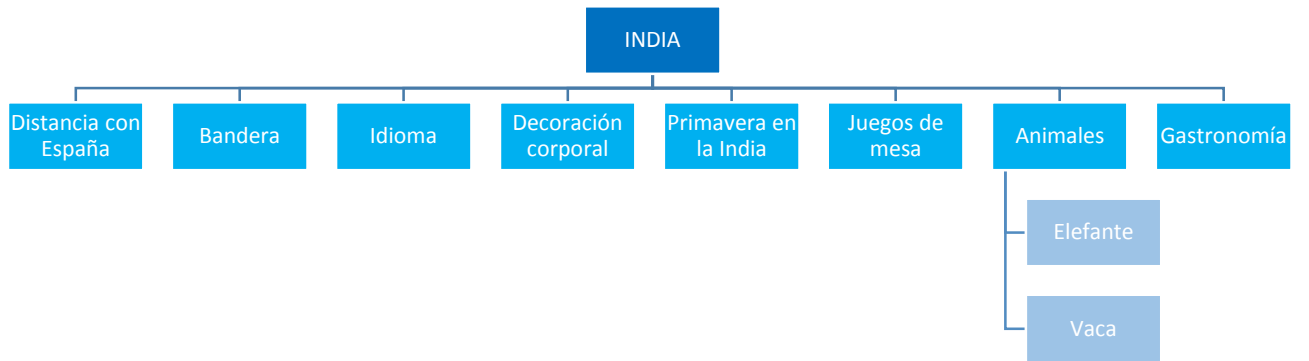 INDIA
Distancia con
España
Bandera
Idioma
Decoración
corporal
Primavera en
la India
Juegos de
mesa
Animales
Gastronomía
Elefante
Vaca